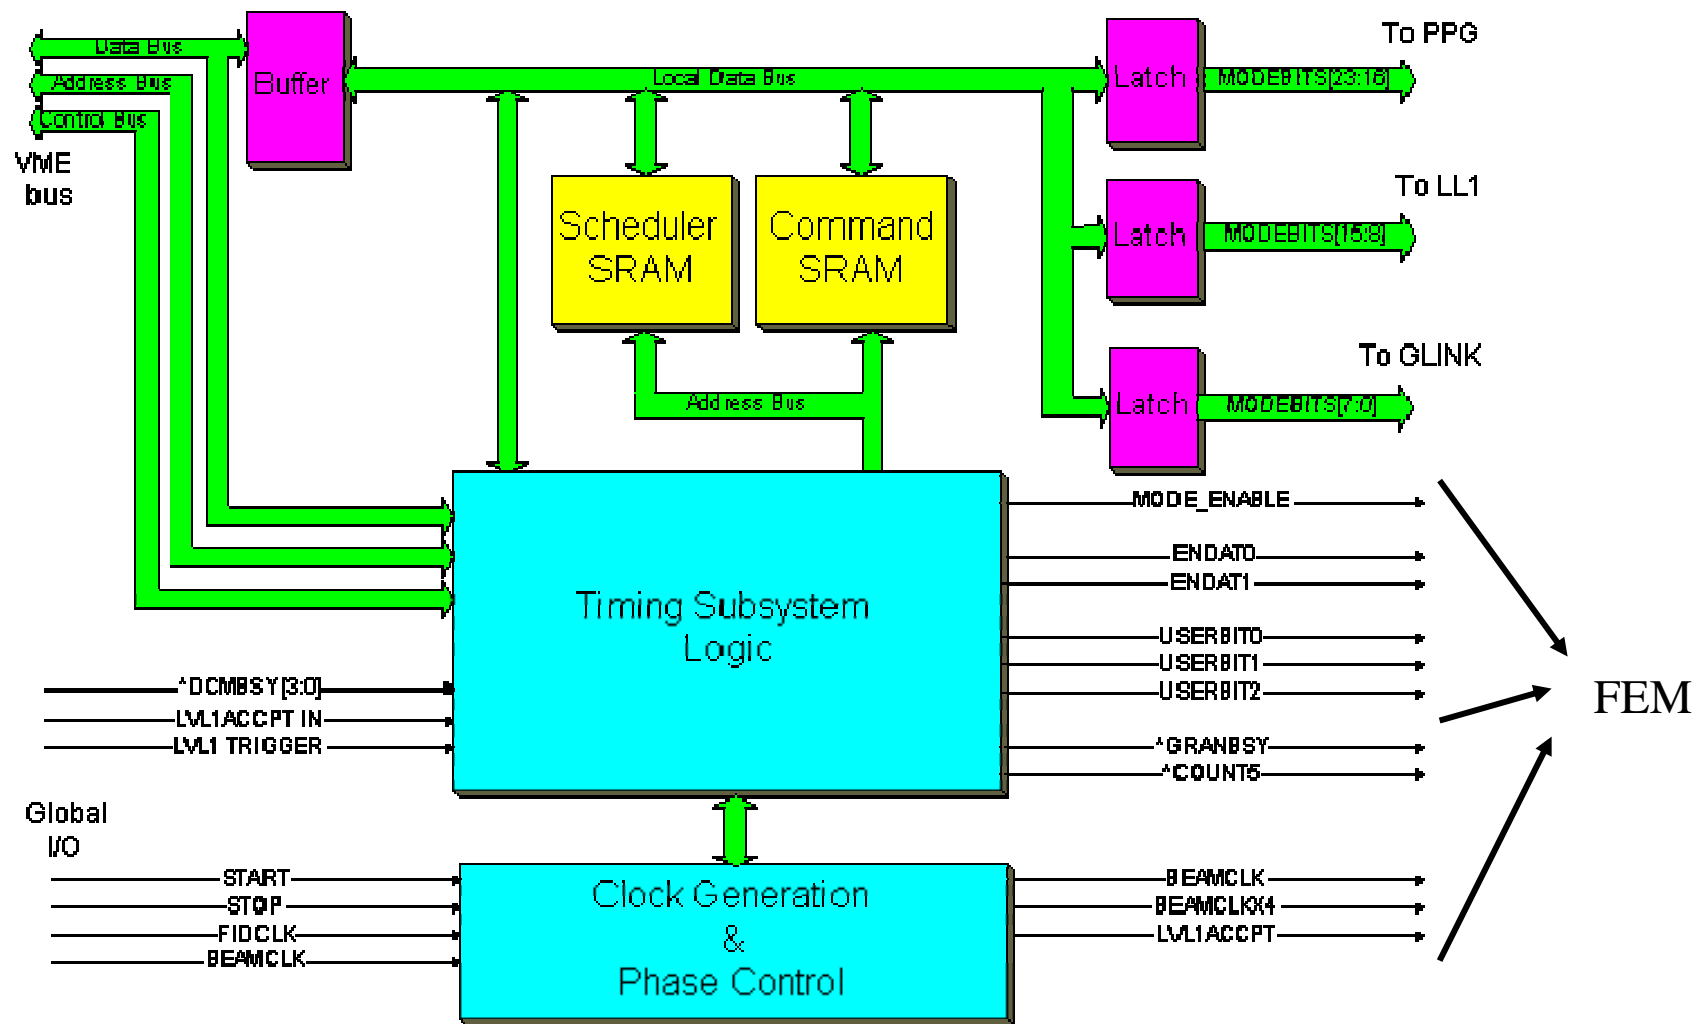 Data Bus
Address Bus
Control Bus
VME
bus
Buffer
Local Data Bus
Latch
MODEBITS[23:16]
To PPG
Scheduler
SRAM
Command
SRAM
Latch
MODEBITS[15:8]
To LL1
Address Bus
Latch
MODEBITS[7:0]
To GLINK
Timing Subsystem
Logic
^DCMBSY[3:0]
LVL1ACCPT IN
LVL1 TRIGGER
MODE_ENABLE
ENDAT0
ENDAT1
USERBIT0
USERBIT1
USERBIT2
^GRANBSY
^COUNT5
FEM
Global
I/O
START
STOP
FIDCLK
BEAMCLK
Clock Generation
&
Phase Control
BEAMCLK
BEAMCLKX4
LVL1ACCPT